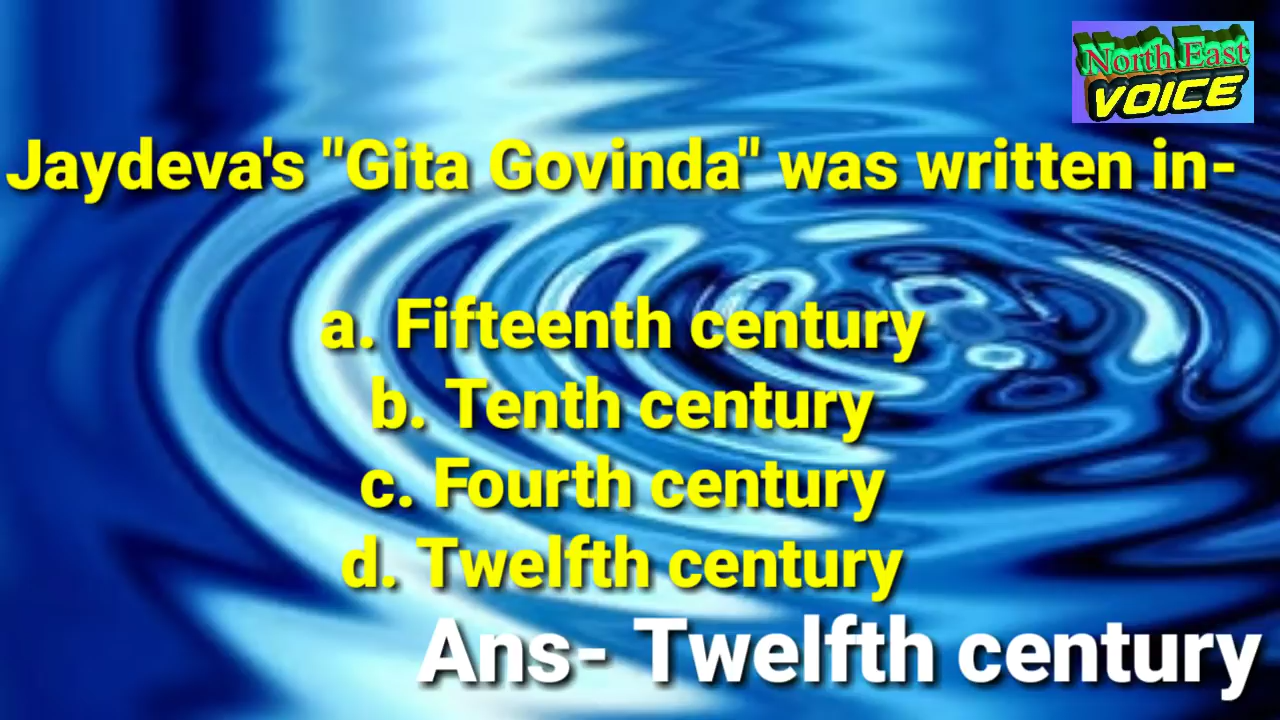 North East
VOICE
Jaydeva's "Gita Govinda" was written in-
a. Fifteenth century
b. Tenth century
c. Fourth century
d. Twelfth century
Ans- Twelfth century